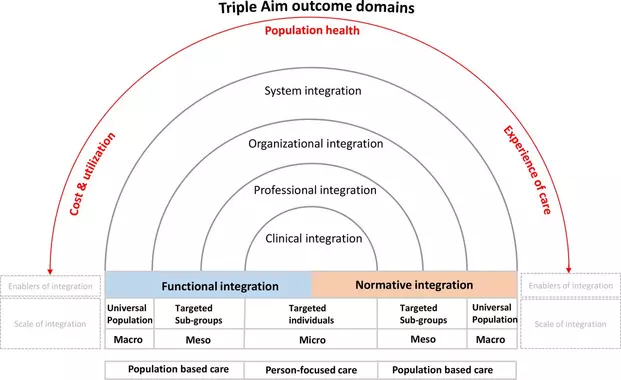 Triple Aim outcome domains
Population health
Cost & utilization
Experience of care
System integration
Organizational integration
Professional integration
Clinical integration
Enablers of integration
Functional integration
Normative integration
Enablers of integration
Scale of integration
Universal
Population
Targeted
Sub-groups
Targeted
individuals
Targeted
Sub-groups
Universal
Population
Scale of integration
Macro
Meso
Micro
Meso
Macro
Population based care
Person-focused care
Population based care